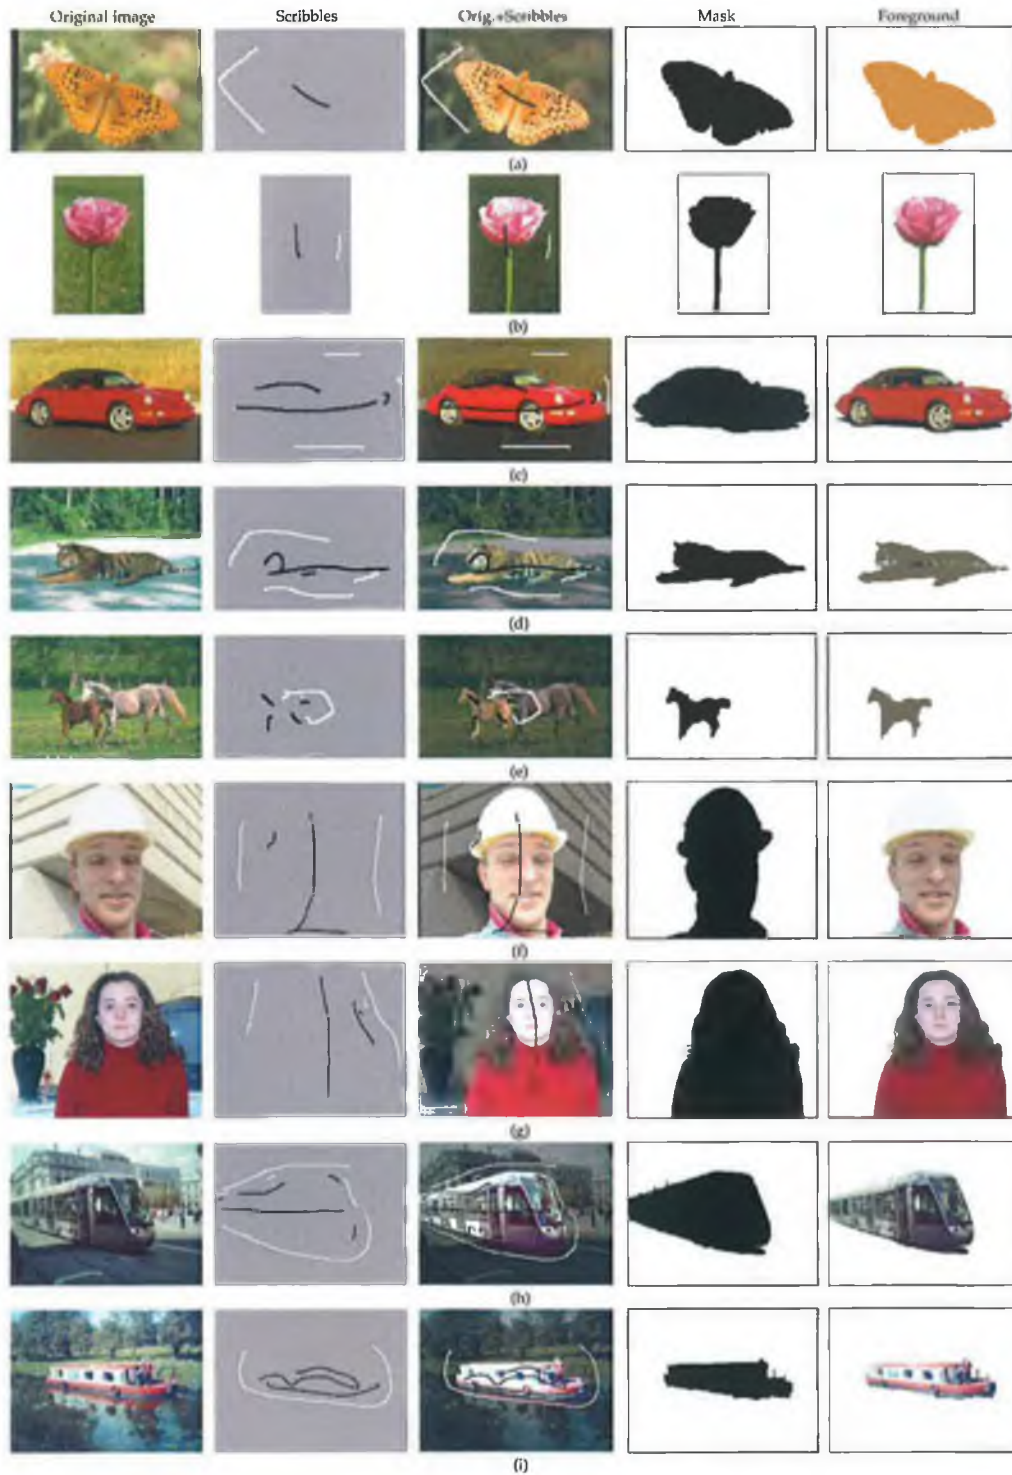 Original image Scribbles Orig.+Scribbles Mask Foreground
(a)
(b)
(c)
(d)
(e)
(f)
(g)
(h)
(i)